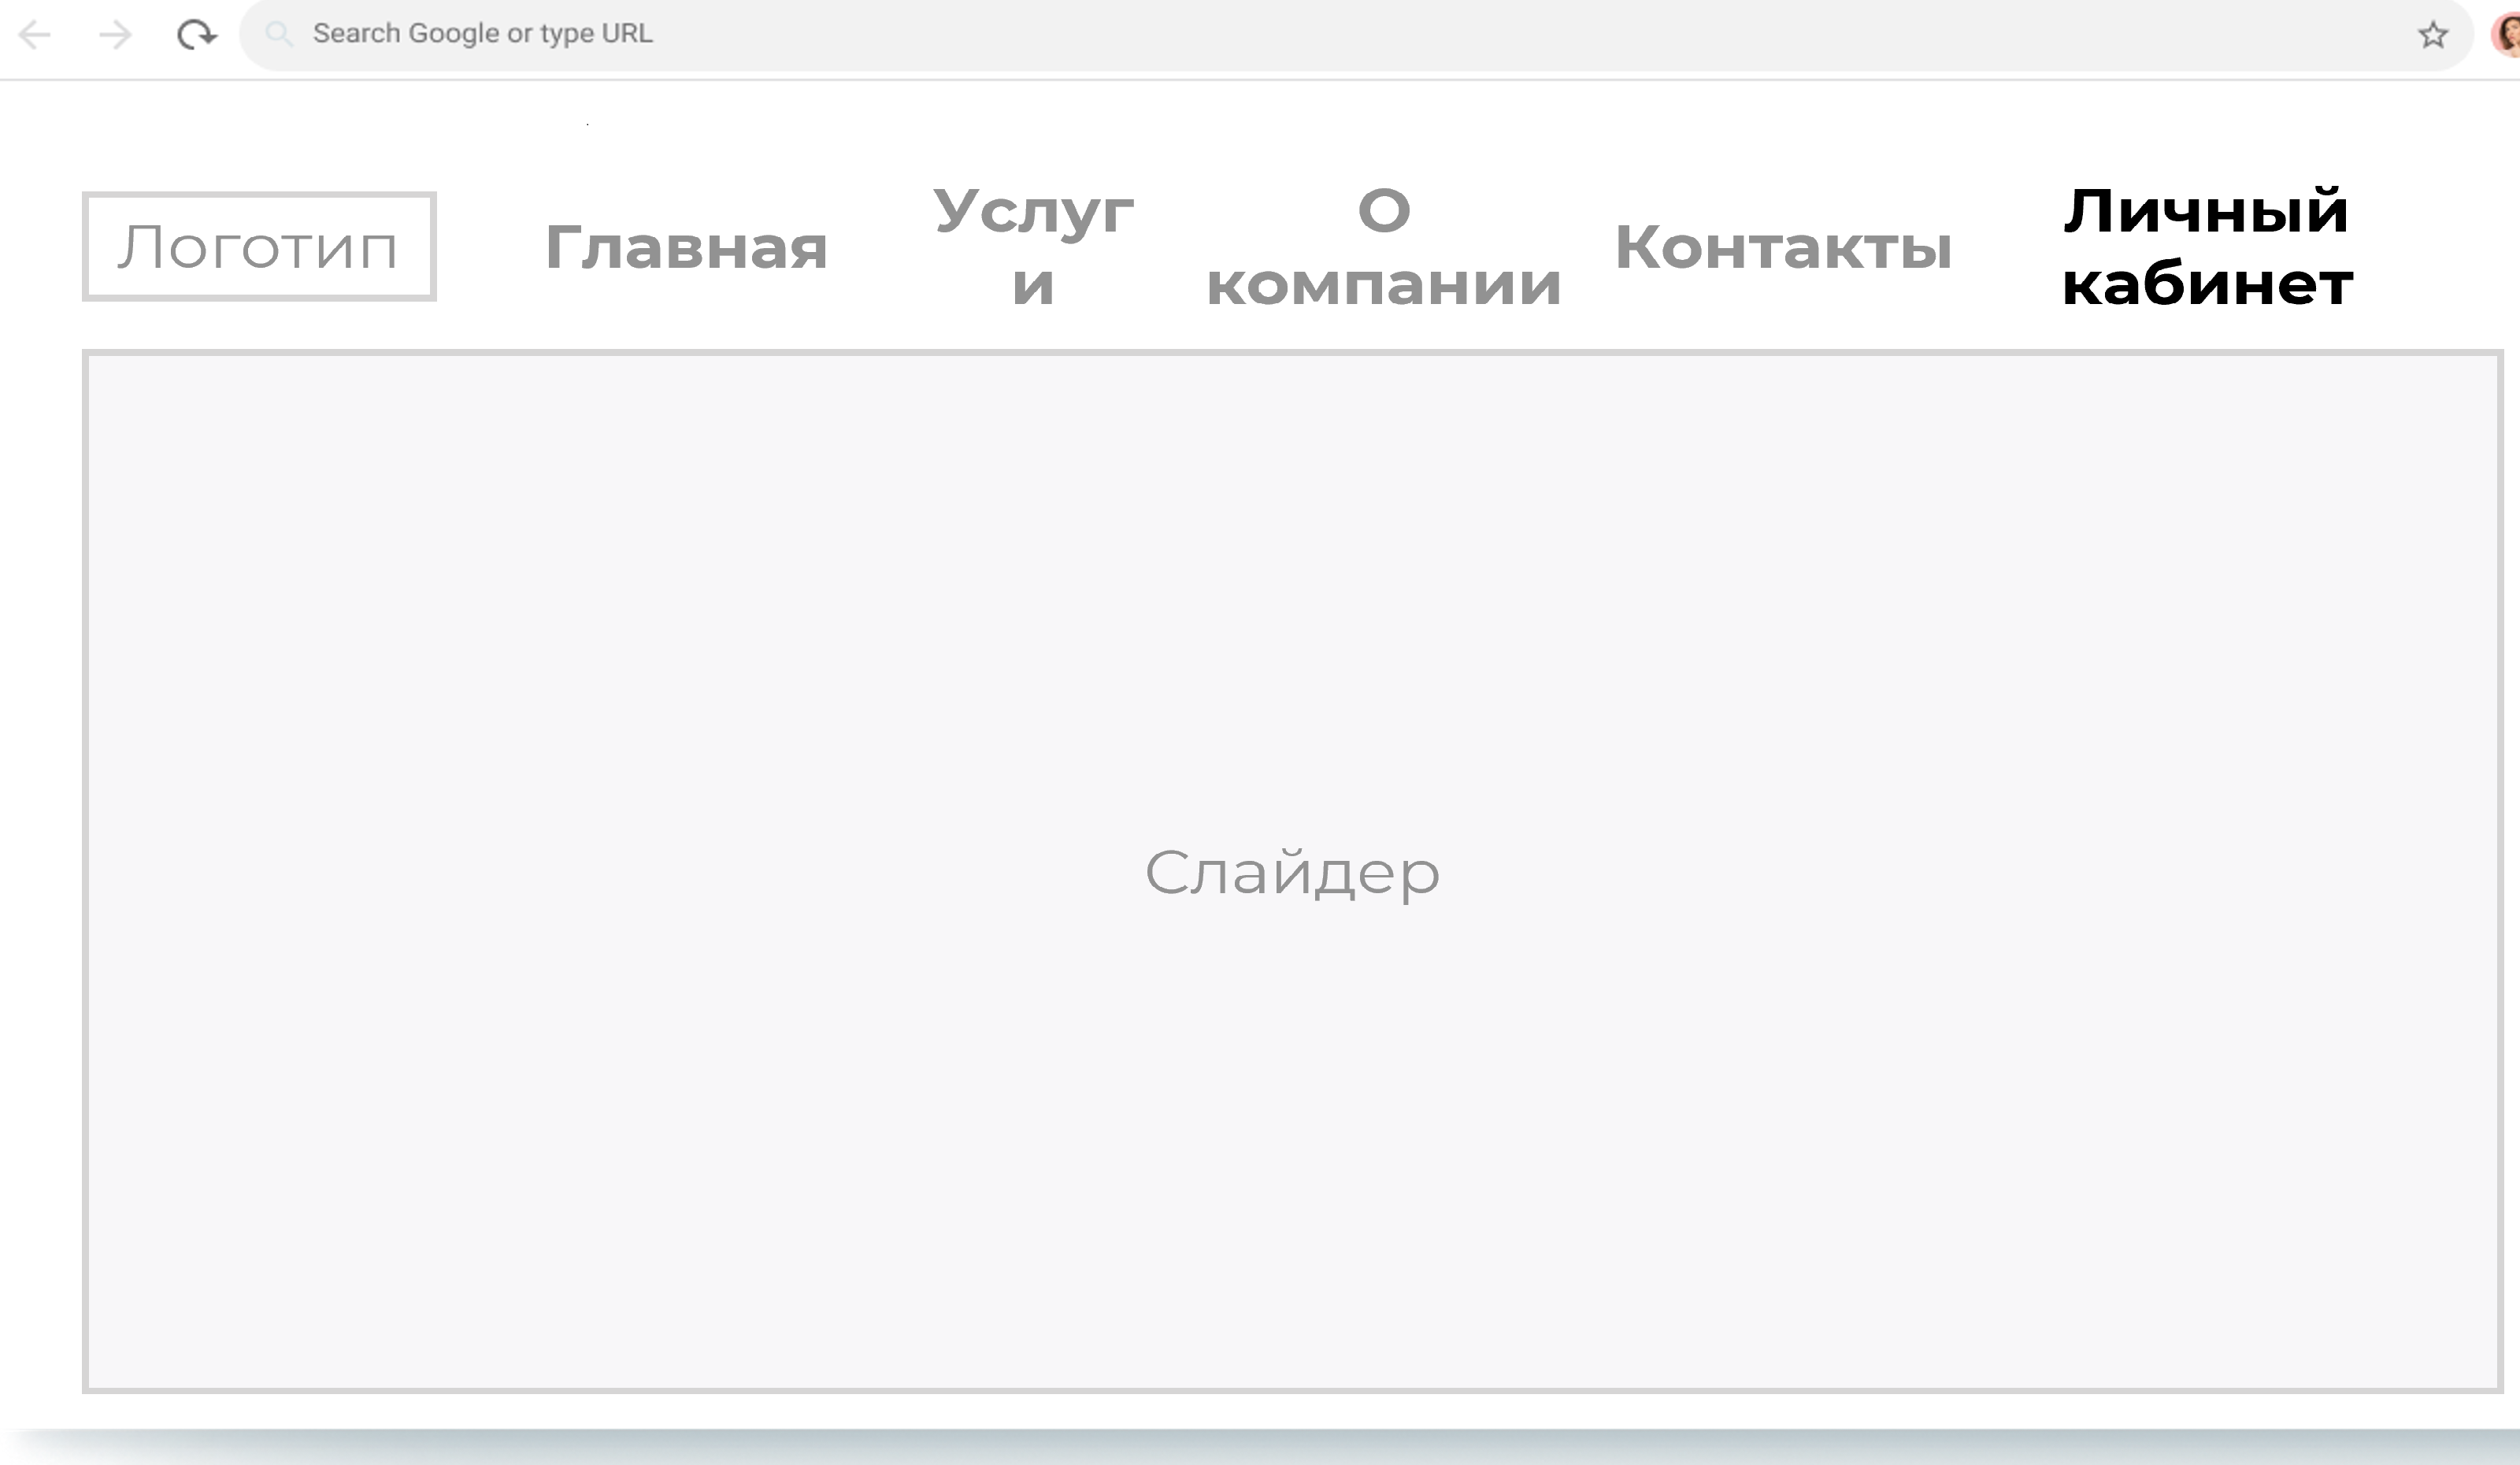 Search Google or type URL
Логотип
Главная
Услуг
и
О
компании
Контакты
Личный
кабинет
Слайдер